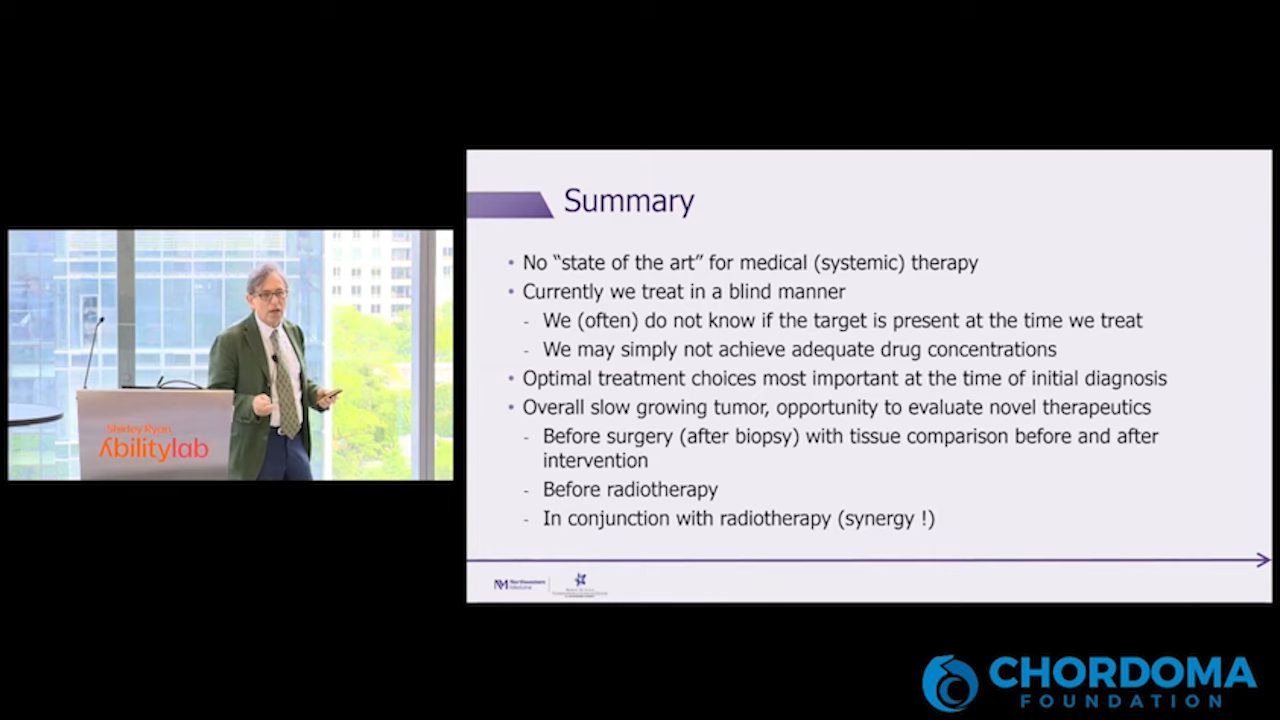 Summary
• No “state of the art” for medical (systemic) therapy
• Currently we treat in a blind manner
- We (often) do not know if the target is present at the time we treat
- We may simply not achieve adequate drug concentrations
• Optimal treatment choices most important at the time of initial diagnosis
• Overall slow growing tumor, opportunity to evaluate novel therapeutics
- Before surgery (after biopsy) with tissue comparison before and after
intervention
- Before radiotherapy
- In conjunction with radiotherapy (synergy !)
Shirley Ryan
Abilitylab
NM Northwestern
Medicine
CHORDOMA
FOUNDATION